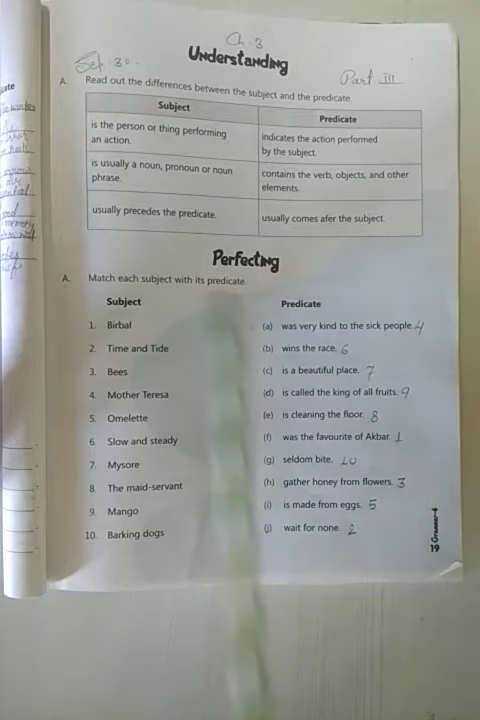 Ch. 3
Sep. 30.
Understanding
Part III
A. Read out the differences between the subject and the predicate.
Subject Predicate
is the person or thing performing
an action.
indicates the action performed
by the subject.
is usually a noun, pronoun or noun
phrase.
contains the verb, objects, and other
elements.
usually precedes the predicate. usually comes afer the subject.
Perfecting
A. Match each subject with its predicate.
Subject Predicate
1. Birbal (a) was very kind to the sick people. 4
2. Time and Tide (b) wins the race. 6
3. Bees (c) is a beautiful place. 7
4. Mother Teresa (d) is called the king of all fruits. 9
5. Omelette (e) is cleaning the floor. 8
6. Slow and steady (f) was the favourite of Akbar. 1
7. Mysore (g) seldom bite. 10
8. The maid-servant (h) gather honey from flowers. 3
9. Mango (i) is made from eggs. 5
10. Barking dogs (j) wait for none. 2
19 Grammar-6